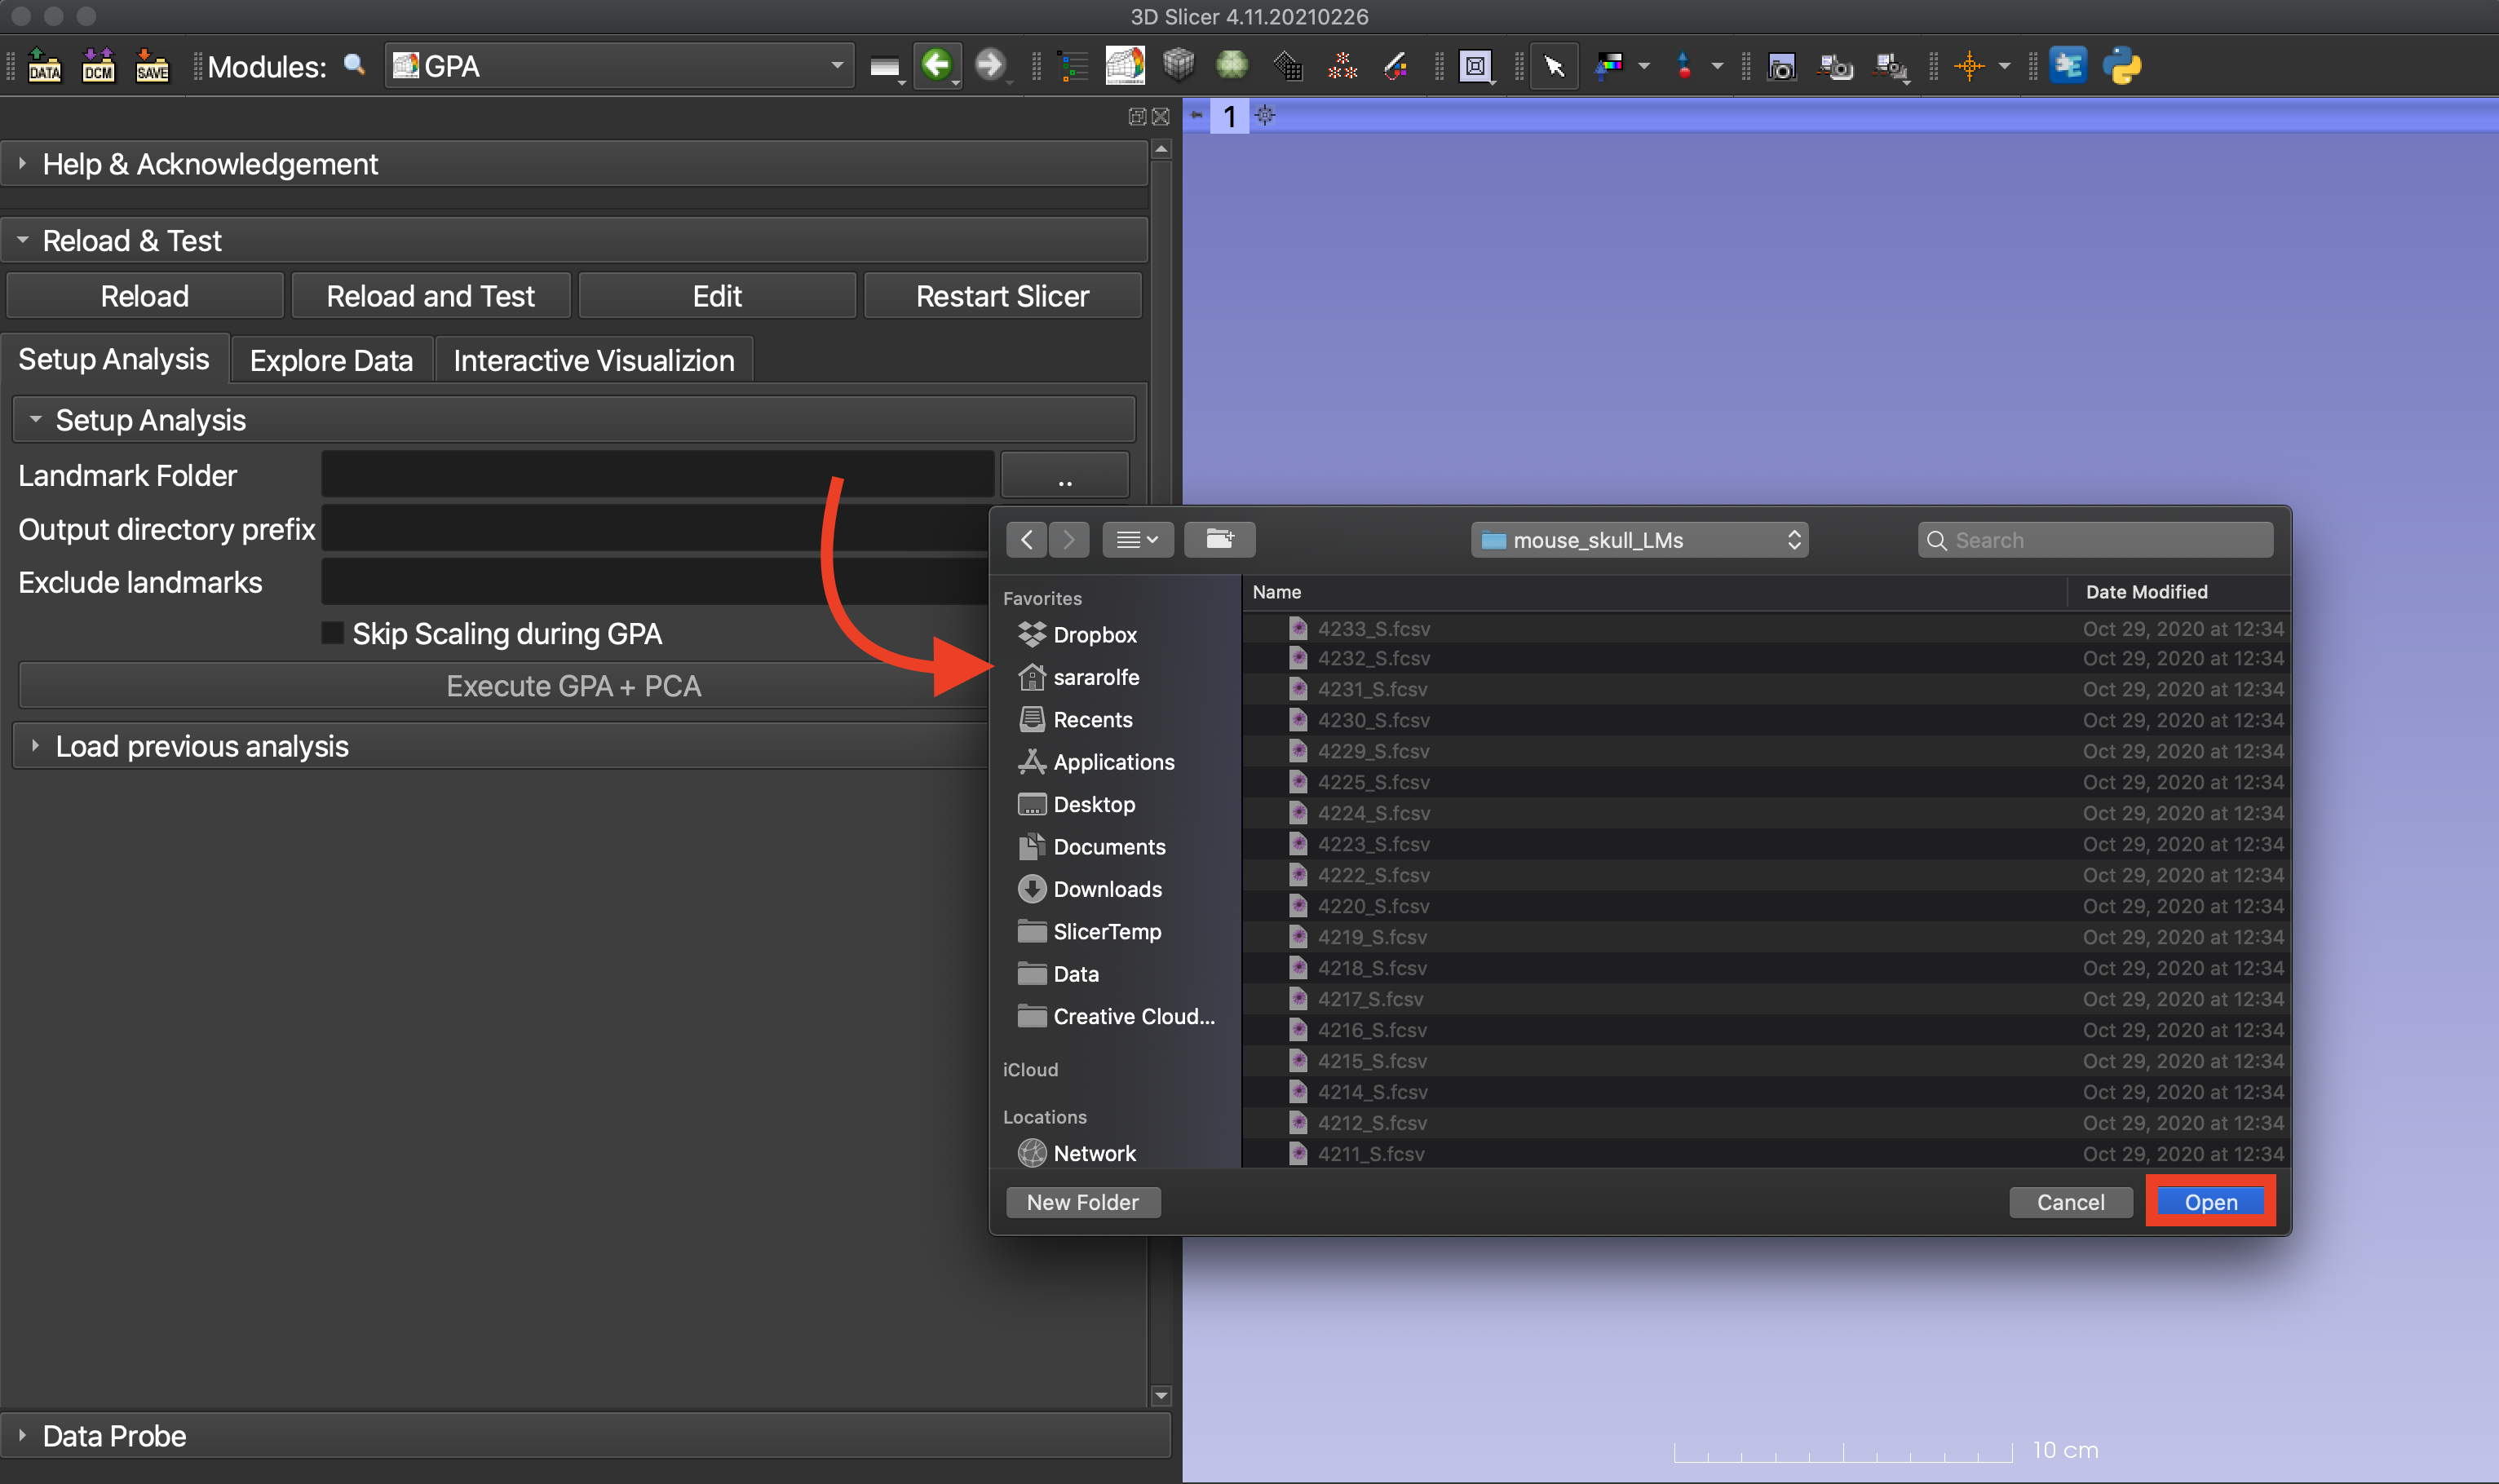 3D Slicer 4.11.20210226
DATA DCM SAVE Modules: GPA
1
Help & Acknowledgement
Reload & Test
Reload Reload and Test Edit Restart Slicer
Setup Analysis Explore Data Interactive Visualizion
Setup Analysis
Landmark Folder ..
Output directory prefix
Exclude landmarks
Skip Scaling during GPA
Execute GPA + PCA
Load previous analysis
Data Probe
mouse_skull_LMs Search
Favorites
Dropbox
sararolfe
Recents
Applications
Desktop
Documents
Downloads
SlicerTemp
Data
Creative Cloud...
iCloud
Locations
Network
Name Date Modified
4233_S.fcsv Oct 29, 2020 at 12:34
4232_S.fcsv Oct 29, 2020 at 12:34
4231_S.fcsv Oct 29, 2020 at 12:34
4230_S.fcsv Oct 29, 2020 at 12:34
4229_S.fcsv Oct 29, 2020 at 12:34
4225_S.fcsv Oct 29, 2020 at 12:34
4224_S.fcsv Oct 29, 2020 at 12:34
4223_S.fcsv Oct 29, 2020 at 12:34
4222_S.fcsv Oct 29, 2020 at 12:34
4220_S.fcsv Oct 29, 2020 at 12:34
4219_S.fcsv Oct 29, 2020 at 12:34
4218_S.fcsv Oct 29, 2020 at 12:34
4217_S.fcsv Oct 29, 2020 at 12:34
4216_S.fcsv Oct 29, 2020 at 12:34
4215_S.fcsv Oct 29, 2020 at 12:34
4214_S.fcsv Oct 29, 2020 at 12:34
4212_S.fcsv Oct 29, 2020 at 12:34
4211_S.fcsv Oct 29, 2020 at 12:34
New Folder Cancel Open
10 cm